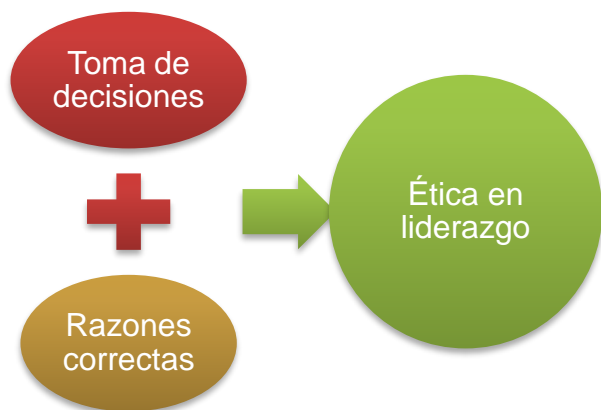 Toma de
decisiones
Razones
correctas
Ética en
liderazgo